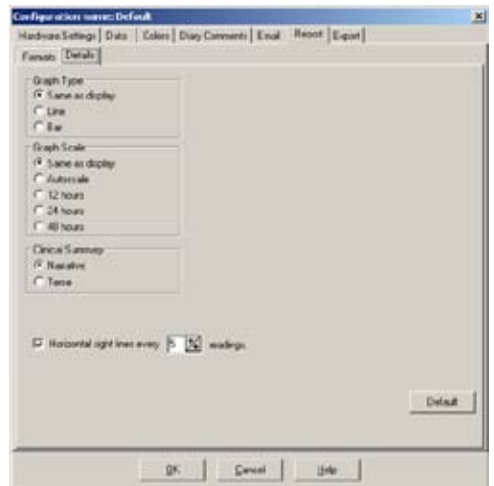 Configuration name: Default
Hardware Settings Data Colors Diary Comments Email Report Export
Formats Details
Graph Type
Same as display
Line
Bar
Graph Scale
Same as display
Autoscale
12 hours
24 hours
48 hours
Clinical Summary
Narrative
Terse
Horizontal sight lines every 5 readings
Default
OK Cancel Help